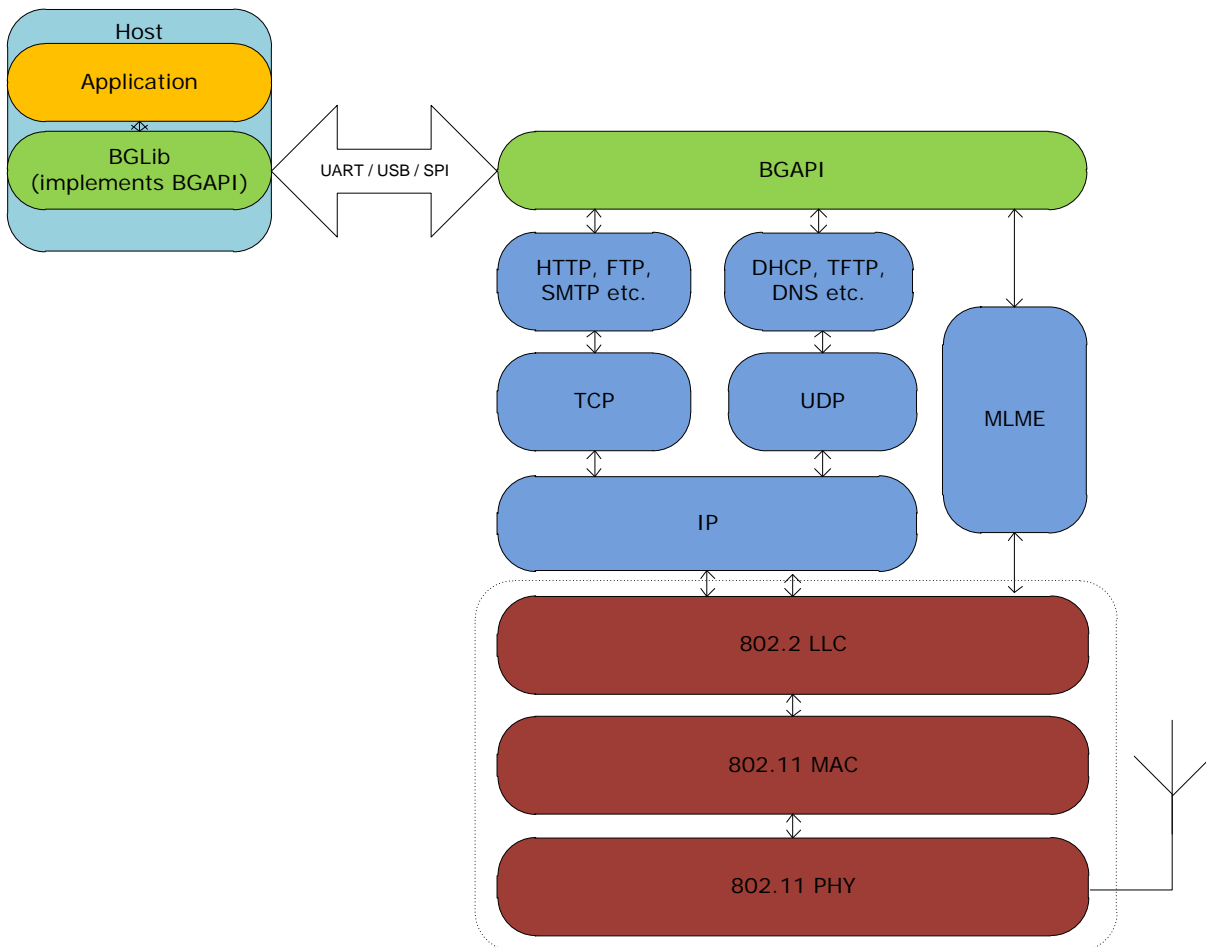 Host
Application
BGLib
(implements BGAPI)
UART / USB / SPI
BGAPI
HTTP, FTP,
SMTP etc.
DHCP, TFTP,
DNS etc.
TCP
UDP
MLME
IP
802.2 LLC
802.11 MAC
802.11 PHY